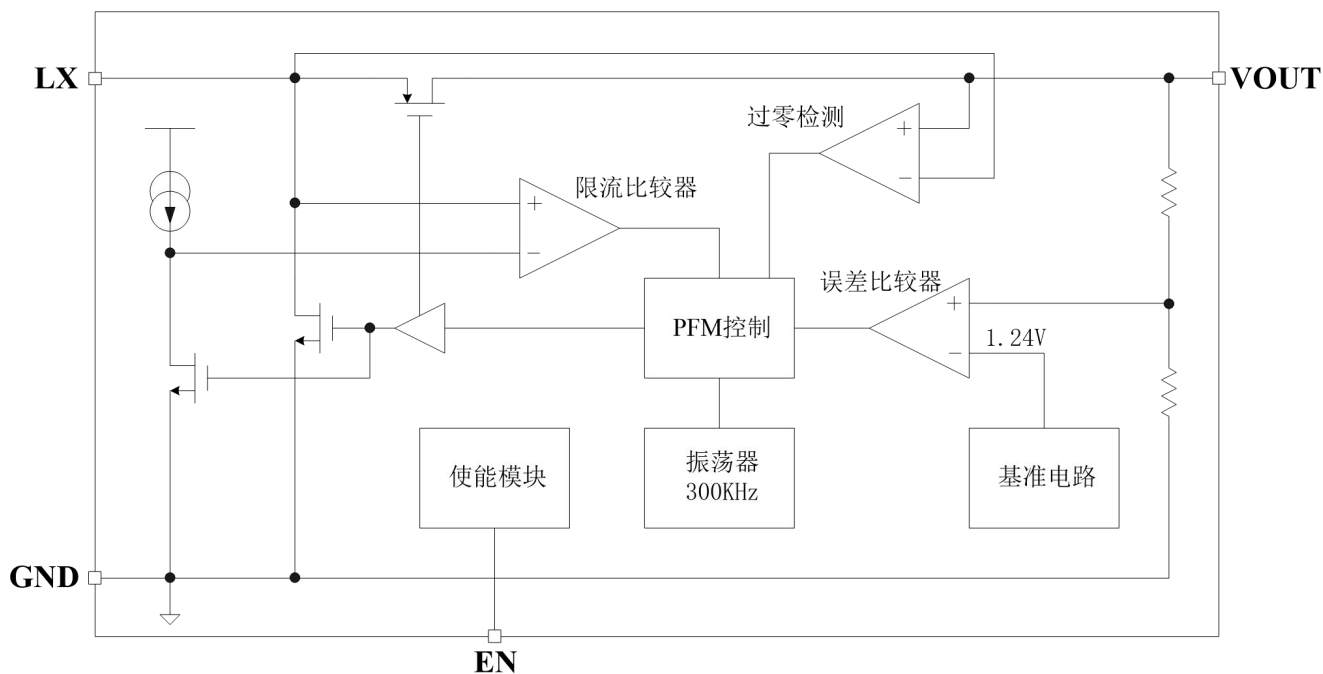 LX
VOUT
过零检测
+
−
限流比较器
+
−
误差比较器
+
1.24V
−
PFM控制
使能模块
振荡器
300KHz
基准电路
GND
EN